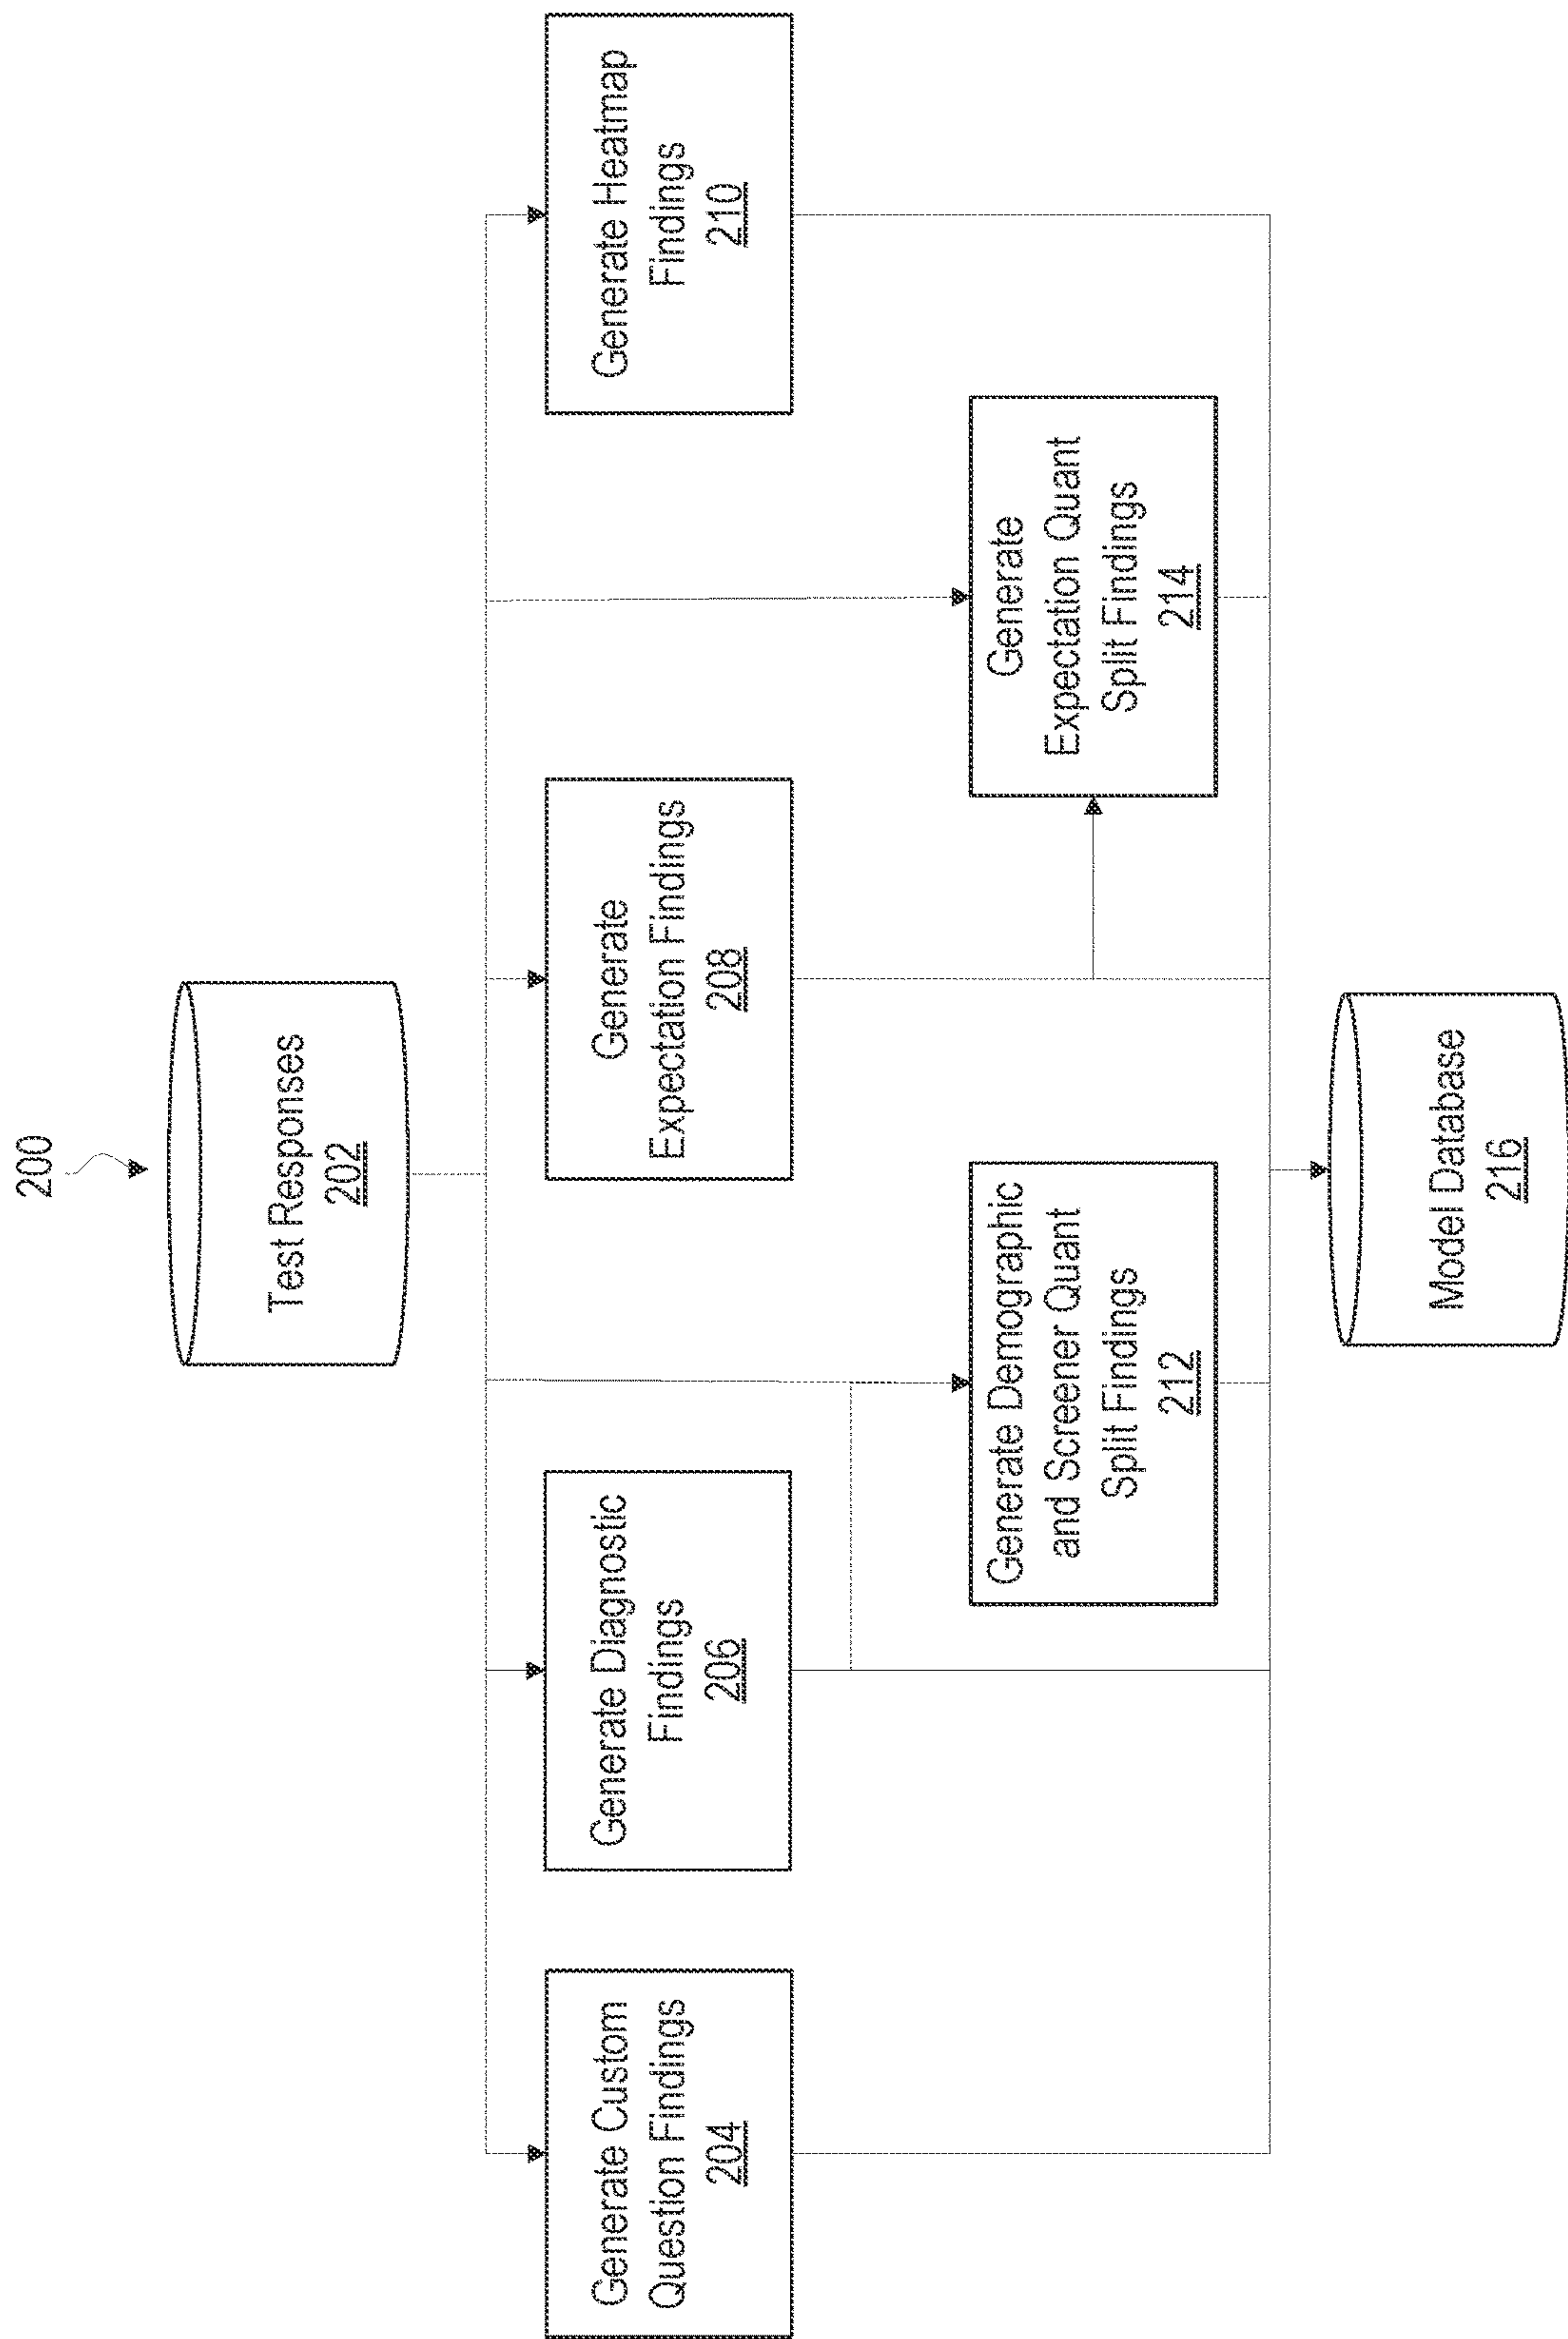 200
Test Responses
202
Generate Custom
Question Findings
204
Generate Diagnostic
Findings
206
Generate
Expectation Findings
208
Generate Heatmap
Findings
210
Generate Demographic
and Screener Quant
Split Findings
212
Generate
Expectation Quant
Split Findings
214
Model Database
216